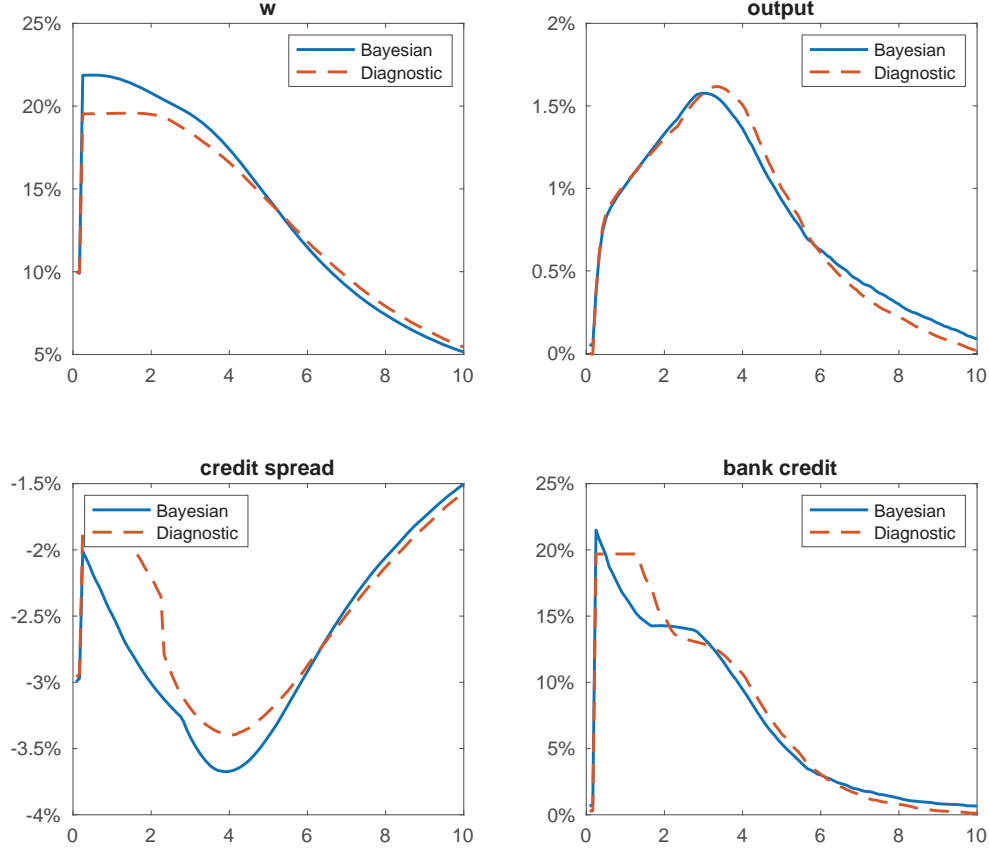 w
25%
20%
15%
10%
5%
0 2 4 6 8 10
Bayesian
Diagnostic
output
2%
1.5%
1%
0.5%
0%
0 2 4 6 8 10
Bayesian
Diagnostic
credit spread
-1.5%
-2%
-2.5%
-3%
-3.5%
-4%
0 2 4 6 8 10
Bayesian
Diagnostic
bank credit
25%
20%
15%
10%
5%
0%
0 2 4 6 8 10
Bayesian
Diagnostic